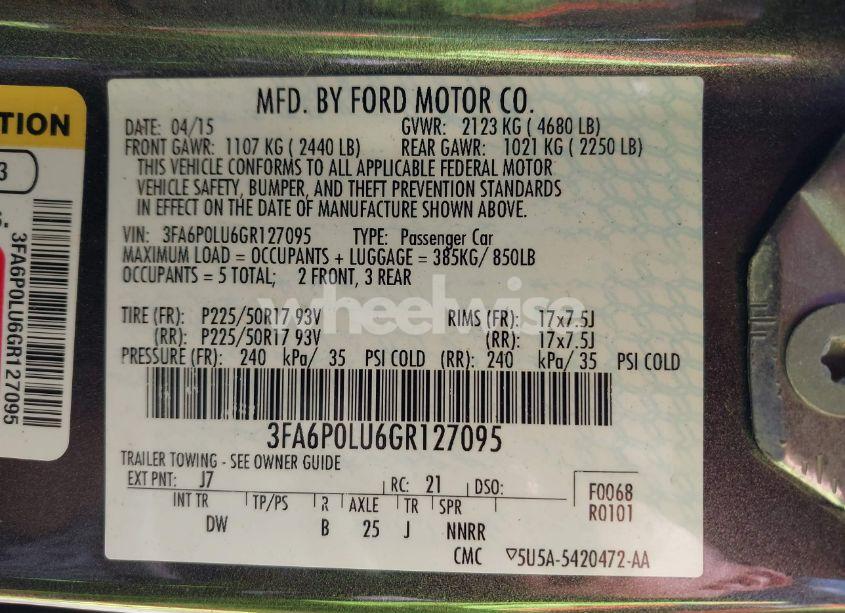 MFD. BY FORD MOTOR CO.
DATE: 04/15 GVWR: 2123 KG ( 4680 LB)
FRONT GAWR: 1107 KG ( 2440 LB) REAR GAWR: 1021 KG ( 2250 LB)
THIS VEHICLE CONFORMS TO ALL APPLICABLE FEDERAL MOTOR
VEHICLE SAFETY, BUMPER, AND THEFT PREVENTION STANDARDS
IN EFFECT ON THE DATE OF MANUFACTURE SHOWN ABOVE.
VIN: 3FA6P0LU6GR127095 TYPE: Passenger Car
MAXIMUM LOAD = OCCUPANTS + LUGGAGE = 385KG/ 850LB
OCCUPANTS = 5 TOTAL; 2 FRONT, 3 REAR
wheelwise
TIRE (FR): P225/50R17 93V RIMS (FR): 17x7.5J
(RR): P225/50R17 93V (RR): 17x7.5J
PRESSURE (FR): 240 kPa/ 35 PSI COLD (RR): 240 kPa/ 35 PSI COLD
3FA6P0LU6GR127095
TRAILER TOWING - SEE OWNER GUIDE
EXT PNT: J7 RC: 21 DSO:
F0068
R0101
INT TR TP/PS R AXLE TR SPR
DW B 25 J NNRR
CMC ▽5U5A-5420472-AA
TION
3
S.
3FA6P0LU6GR127095